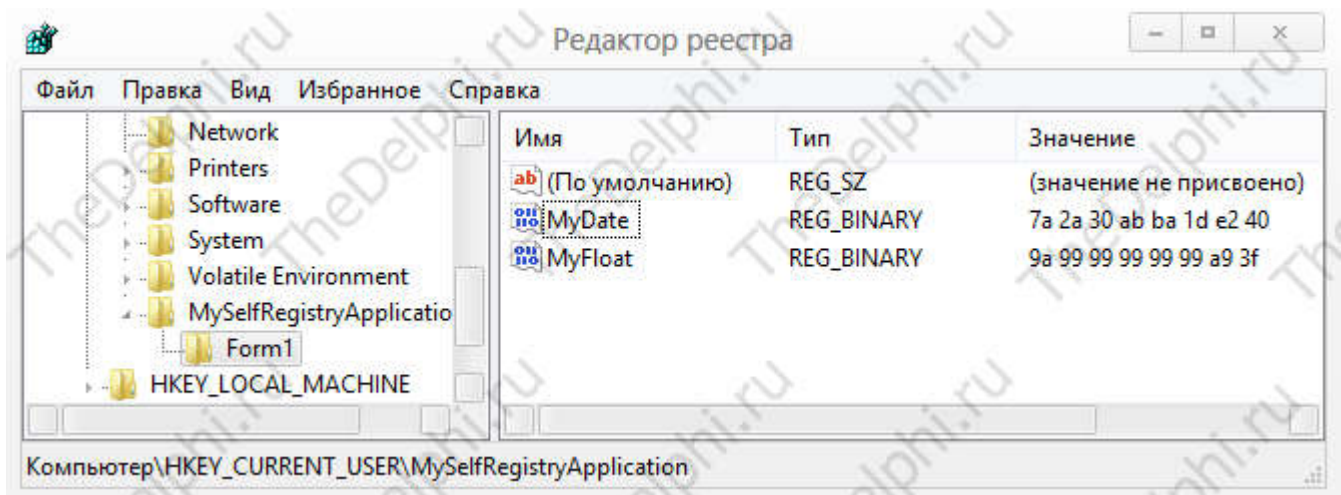 Редактор реестра
Файл Правка Вид Избранное Справка
Network
Printers
Software
System
Volatile Environment
MySelfRegistryApplicatio
Form1
HKEY_LOCAL_MACHINE
Имя Тип Значение
(По умолчанию) REG_SZ (значение не присвоено)
MyDate REG_BINARY 7a 2a 30 ab ba 1d e2 40
MyFloat REG_BINARY 9a 99 99 99 99 99 a9 3f
Компьютер\HKEY_CURRENT_USER\MySelfRegistryApplication
TheDelphi.ru